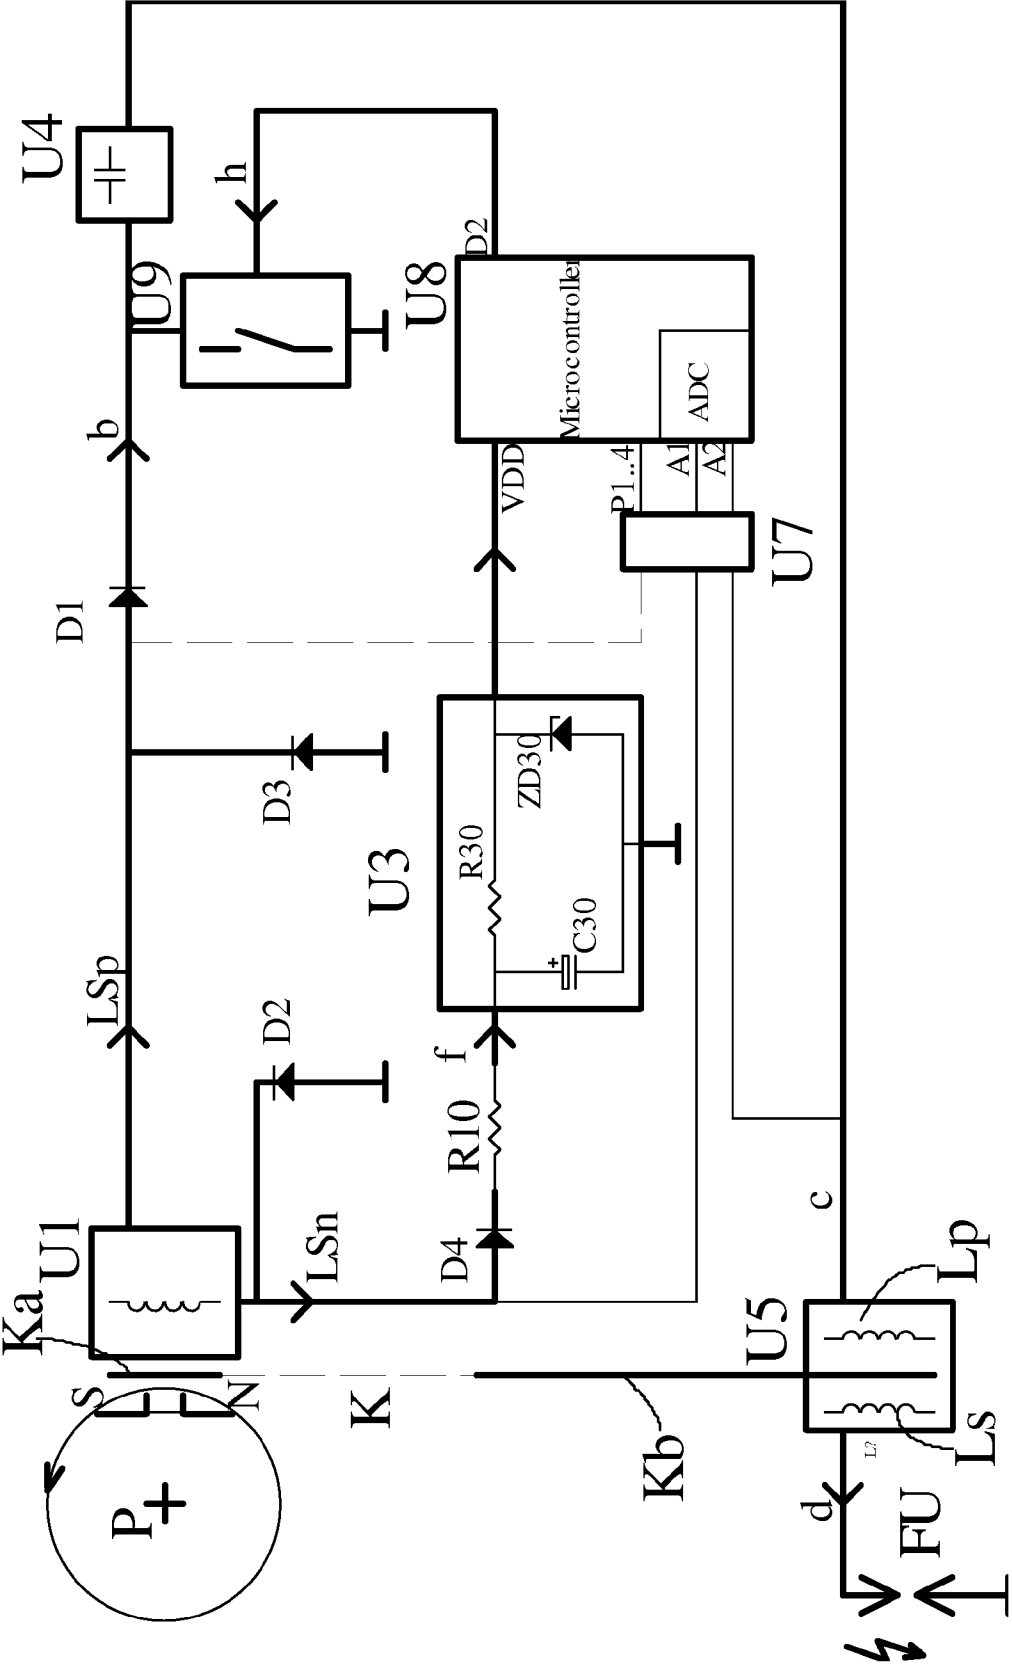 U4
h
U9
D2
U8
Microcontroller
ADC
b
VDD
P1..4
A1
A2
U7
D1
D3
ZD30
R30
U3
C30
LSp
D2
f
R10
c
U1
LSn
D4
Lp
Ka
U5
S
N
K
Kb
L?
Ls
P
d
FU